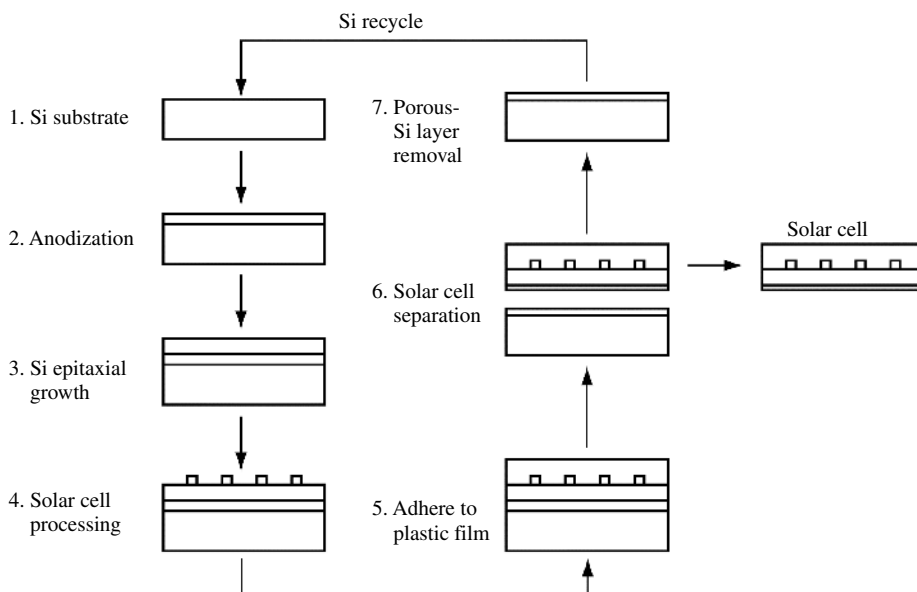 Si recycle
1. Si substrate
2. Anodization
3. Si epitaxial
growth
4. Solar cell
processing
5. Adhere to
plastic film
6. Solar cell
separation
Solar cell
7. Porous-
Si layer
removal